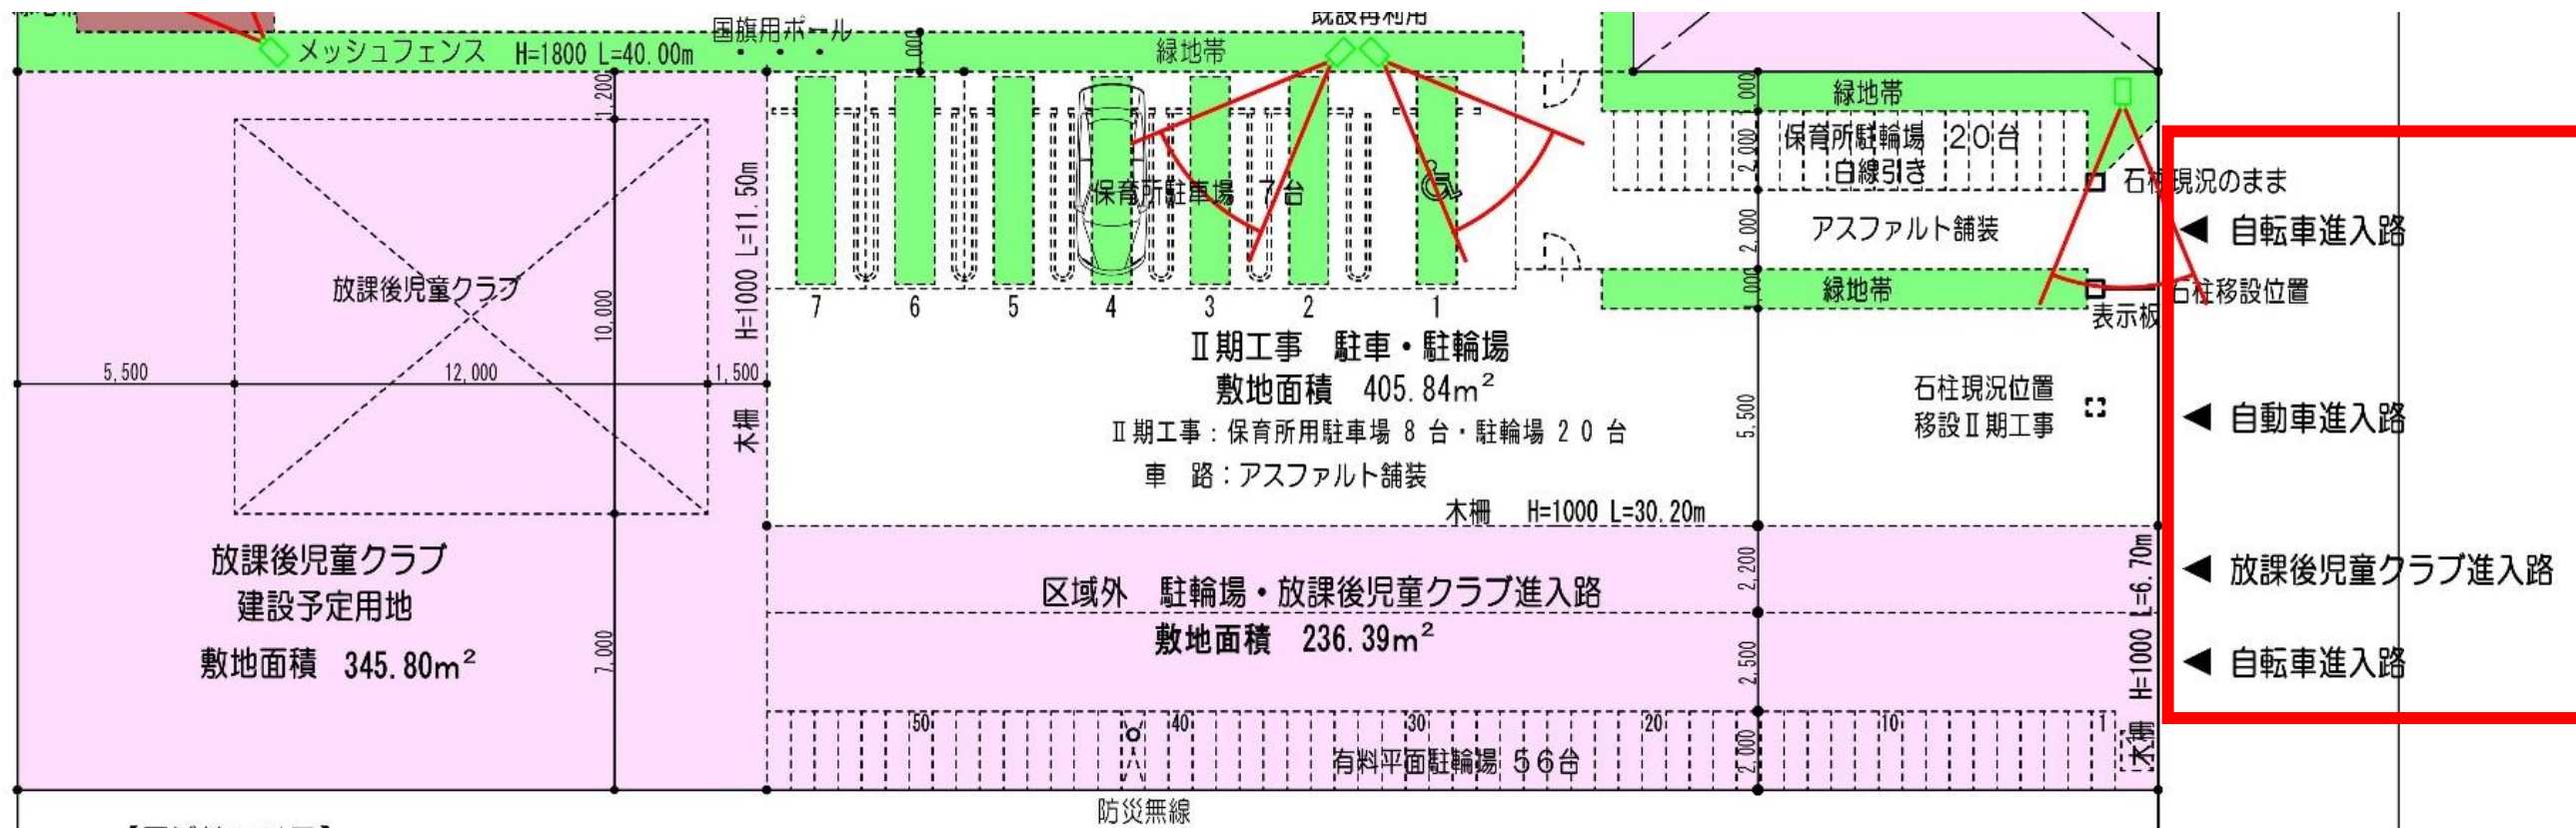 国旗用ポール
既設再利用
メッシュフェンス H=1800 L=40.00m
緑地帯
緑地帯
1,200
保育所駐輪場 20台
白線引き
2,000
石柱現況のまま
H=1000 L=11.50m
保育所駐車場 7台
アスファルト舗装
2,000
自転車進入路
放課後児童クラブ
10,000
緑地帯
1,000
石柱移設位置
表示板
7 6 5 4 3 2 1
Ⅱ期工事 駐車・駐輪場
敷地面積 405.84m²
5,500 12,000 1,500
木柵
石柱現況位置
移設Ⅱ期工事
5,500
自動車進入路
Ⅱ期工事：保育所用駐車場 8 台・駐輪場 2 0 台
車 路：アスファルト舗装
木柵 H=1000 L=30.20m
放課後児童クラブ
建設予定用地
敷地面積 345.80m²
7,000
区域外 駐輪場・放課後児童クラブ進入路
敷地面積 236.39m²
2,200
2,500
放課後児童クラブ進入路
自転車進入路
H=1000 L=6.70m
木柵
50 40 30 20 10 1
有料平面駐輪場 56台
2,000
防災無線